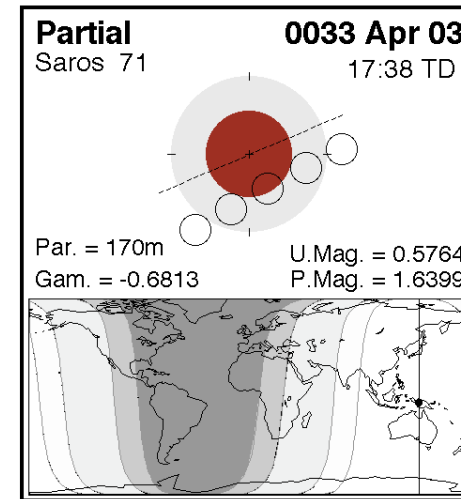 Partial 0033 Apr 03
Saros 71 17:38 TD
Par. = 170m U.Mag. = 0.5764
Gam. = -0.6813 P.Mag. = 1.6399